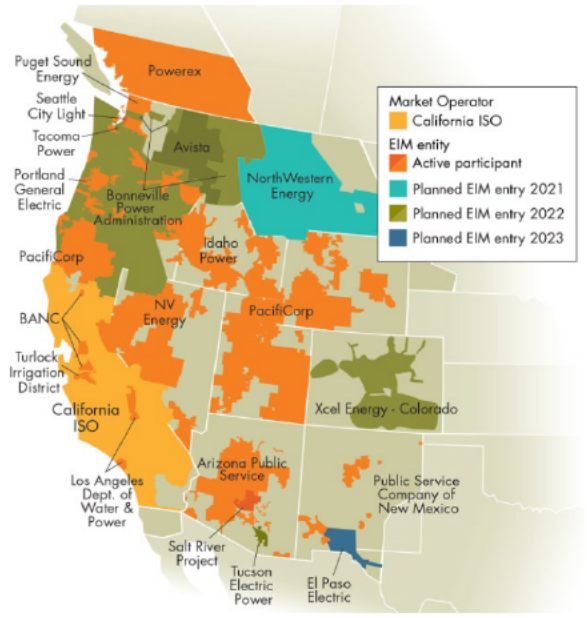 Puget Sound
Energy
Powerex
Seattle
City Light
Tacoma
Power
Avista
Portland
General
Electric
Bonneville
Power
Administration
NorthWestern
Energy
Market Operator
California ISO
EIM entity
Active participant
Planned EIM entry 2021
Planned EIM entry 2022
Planned EIM entry 2023
PacifiCorp
Idaho
Power
BANC
NV
Energy
PacifiCorp
Turlock
Irrigation
District
California
ISO
Xcel Energy - Colorado
Los Angeles
Dept. of
Water &
Power
Arizona Public
Service
Public Service
Company of
New Mexico
Salt River
Project
Tucson
Electric
Power
El Paso
Electric